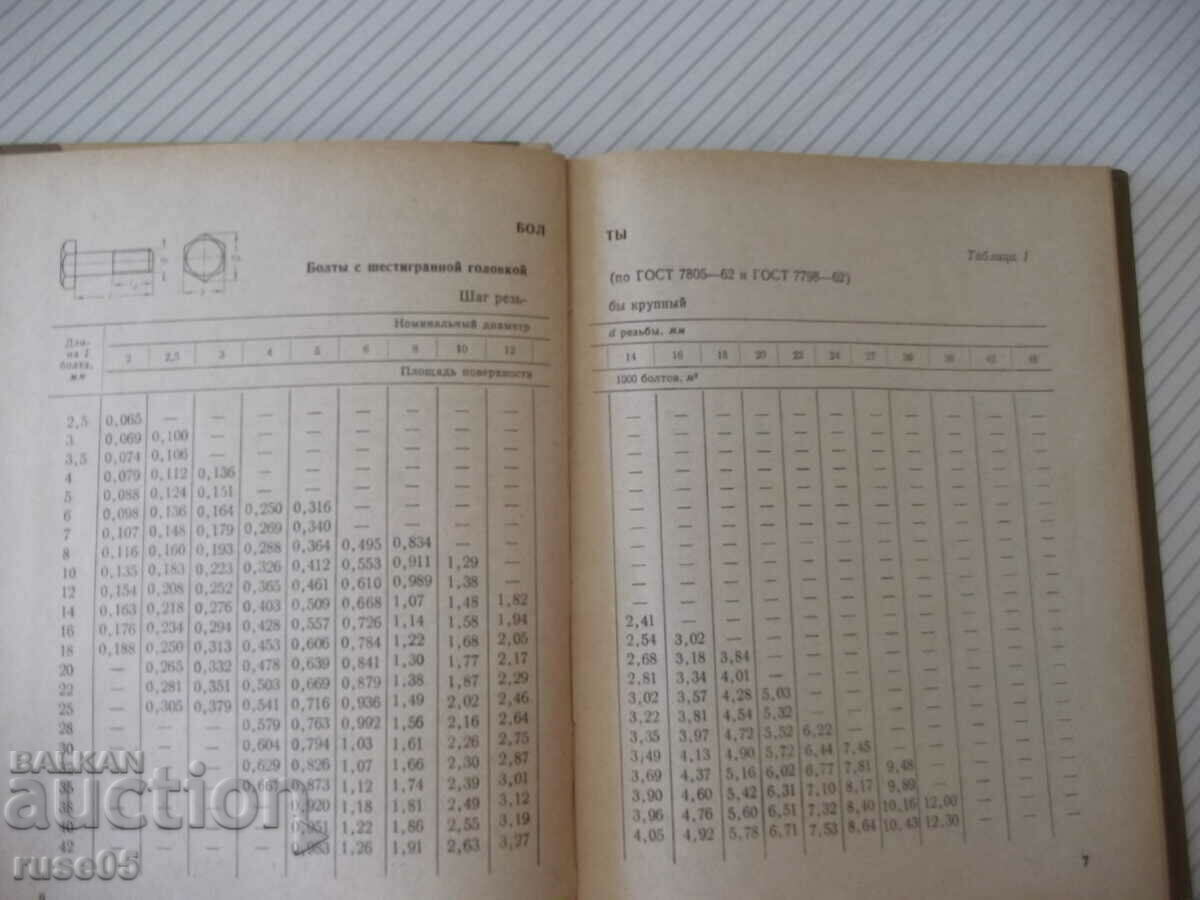 БОЛ
Болты с шестигранной головкой
Шаг резь-
Дли-
на l
болта,
мм
Номинальный диаметр
2 2,5 3 4 5 6 8 10 12
Площадь поверхности
2,5 0,065 — — — — — — — —
3 0,069 0,100 — — — — — — —
3,5 0,074 0,106 — — — — — — —
4 0,079 0,112 0,136 — — — — — —
5 0,088 0,124 0,151 — — — — — —
6 0,098 0,136 0,164 0,250 0,316 — — — —
7 0,107 0,148 0,179 0,269 0,340 — — — —
8 0,116 0,160 0,193 0,288 0,364 0,495 0,834 — —
10 0,135 0,183 0,223 0,326 0,412 0,553 0,911 1,29 —
12 0,154 0,208 0,252 0,365 0,461 0,610 0,989 1,38 —
14 0,163 0,218 0,276 0,403 0,509 0,668 1,07 1,48 1,82
16 0,176 0,234 0,294 0,428 0,557 0,726 1,14 1,58 1,94
18 0,188 0,250 0,313 0,453 0,606 0,784 1,22 1,68 2,05
20 — 0,265 0,332 0,478 0,639 0,841 1,30 1,77 2,17
22 — 0,281 0,351 0,503 0,669 0,879 1,38 1,87 2,29
25 — 0,305 0,379 0,541 0,716 0,936 1,49 2,02 2,46
28 — — — 0,579 0,763 0,992 1,56 2,16 2,64
30 — — — 0,604 0,794 1,03 1,61 2,26 2,75
— — 0,629 0,826 1,07 1,66 2,30 2,87
35 0,667 0,873 1,12 1,74 2,39 3,01
38 0,920 1,18 1,81 2,49 3,12
40 0,951 1,22 1,86 2,55 3,19
42 0,983 1,26 1,91 2,63 3,27
ТЫ
Таблица 1
(по ГОСТ 7805—62 и ГОСТ 7798—62)
бы крупный
d резьбы, мм
14 16 18 20 22 24 27 30 36 42 48
1000 болтов, м²
— — — — — — — — — — —
— — — — — — — — — — —
— — — — — — — — — — —
— — — — — — — — — — —
— — — — — — — — — — —
— — — — — — — — — — —
— — — — — — — — — — —
— — — — — — — — — — —
— — — — — — — — — — —
— — — — — — — — — — —
— — — — — — — — — — —
2,41 — — — — — — — — — —
2,54 3,02 — — — — — — — — —
2,68 3,18 3,84 — — — — — — — —
2,81 3,34 4,01 — — — — — — — —
3,02 3,57 4,28 5,03 — — — — — — —
3,22 3,81 4,54 5,32 — — — — — — —
3,35 3,97 4,72 5,52 6,22 — — — — — —
3,49 4,13 4,90 5,72 6,44 7,45 — — — — —
3,69 4,37 5,16 6,02 6,77 7,81 9,48 — — — —
3,90 4,60 5,42 6,31 7,10 8,17 9,89 — — — —
3,96 4,76 5,60 6,51 7,32 8,40 10,16 12,00 — — —
4,05 4,92 5,78 6,71 7,53 8,64 10,43 12,30 — — —
7
BALKAN
auction
ruse05